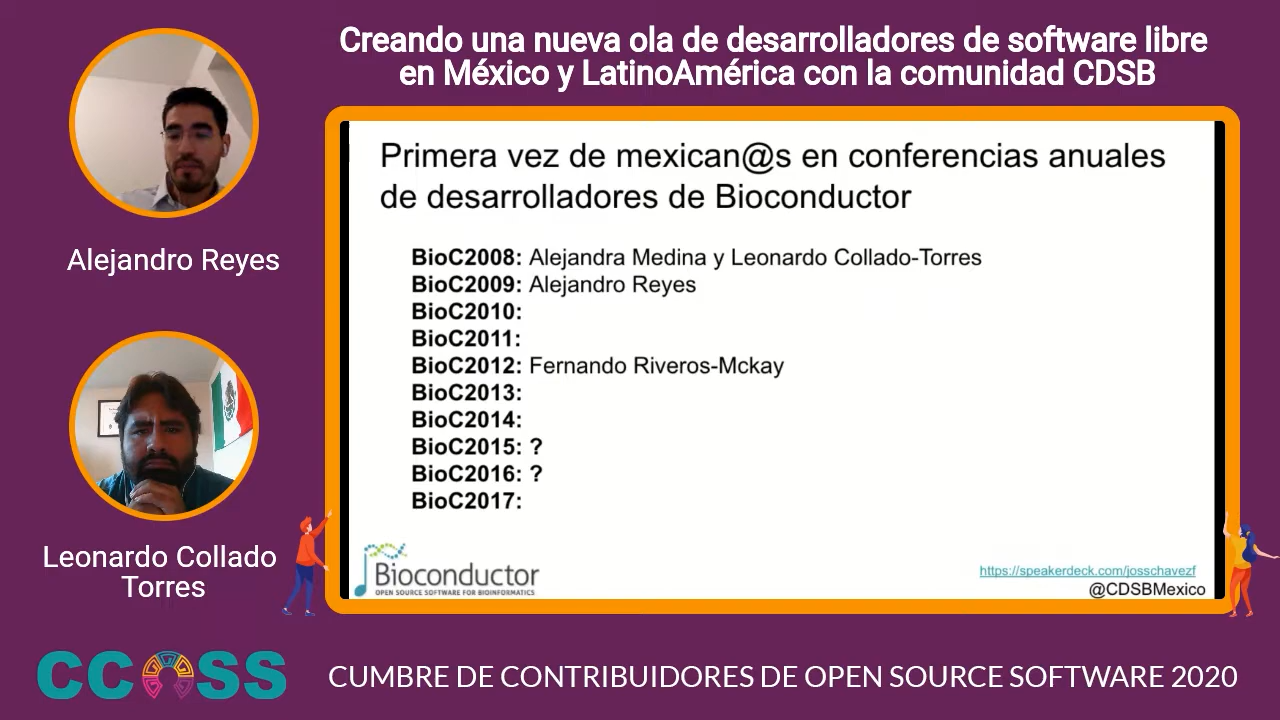 Creando una nueva ola de desarrolladores de software libre
en México y LatinoAmérica con la comunidad CDSB
Alejandro Reyes
Leonardo Collado
Torres
Primera vez de mexican@s en conferencias anuales
de desarrolladores de Bioconductor
BioC2008: Alejandra Medina y Leonardo Collado-Torres
BioC2009: Alejandro Reyes
BioC2010:
BioC2011:
BioC2012: Fernando Riveros-Mckay
BioC2013:
BioC2014:
BioC2015: ?
BioC2016: ?
BioC2017:
Bioconductor
OPEN SOURCE SOFTWARE FOR BIOINFORMATICS
https://speakerdeck.com/josschavezf
@CDSBMexico
CCOSS
CUMBRE DE CONTRIBUIDORES DE OPEN SOURCE SOFTWARE 2020